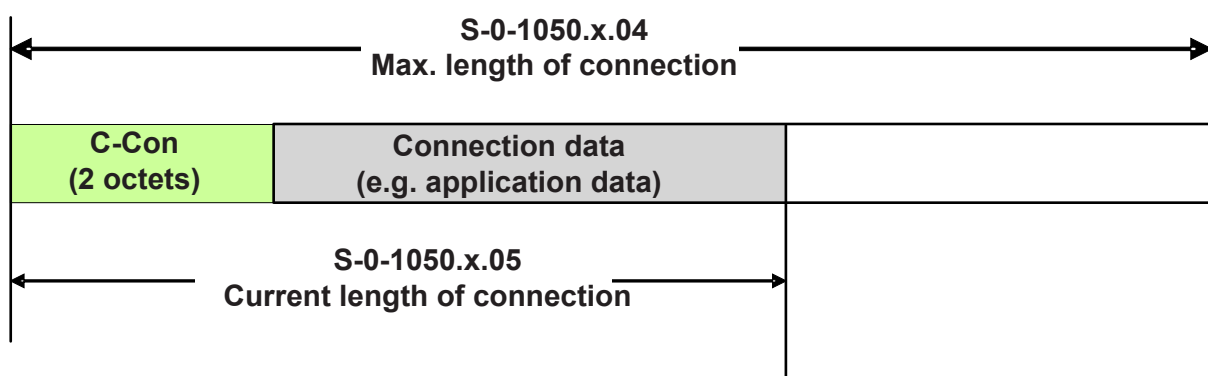 S-0-1050.x.04
Max. length of connection
C-Con
(2 octets)
Connection data
(e.g. application data)
S-0-1050.x.05
Current length of connection